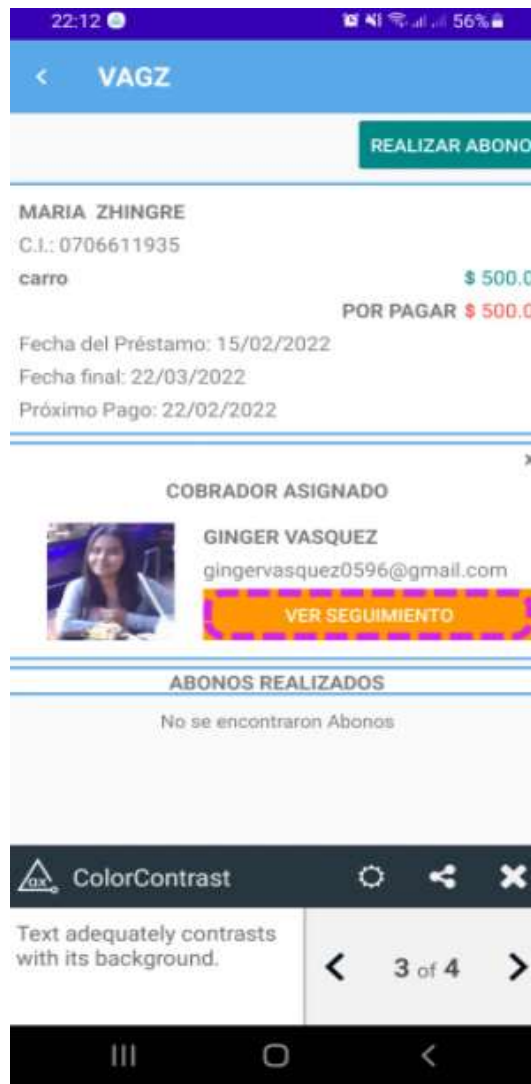 22:12 56%
VAGZ
REALIZAR ABONO
MARIA ZHINGRE
C.I.: 0706611935
carro $ 500.0
POR PAGAR $ 500.0
Fecha del Préstamo: 15/02/2022
Fecha final: 22/03/2022
Próximo Pago: 22/02/2022
x
COBRADOR ASIGNADO
GINGER VASQUEZ
gingervasquez0596@gmail.com
VER SEGUIMIENTO
ABONOS REALIZADOS
No se encontraron Abonos
ax ColorContrast
Text adequately contrasts
with its background.
3 of 4